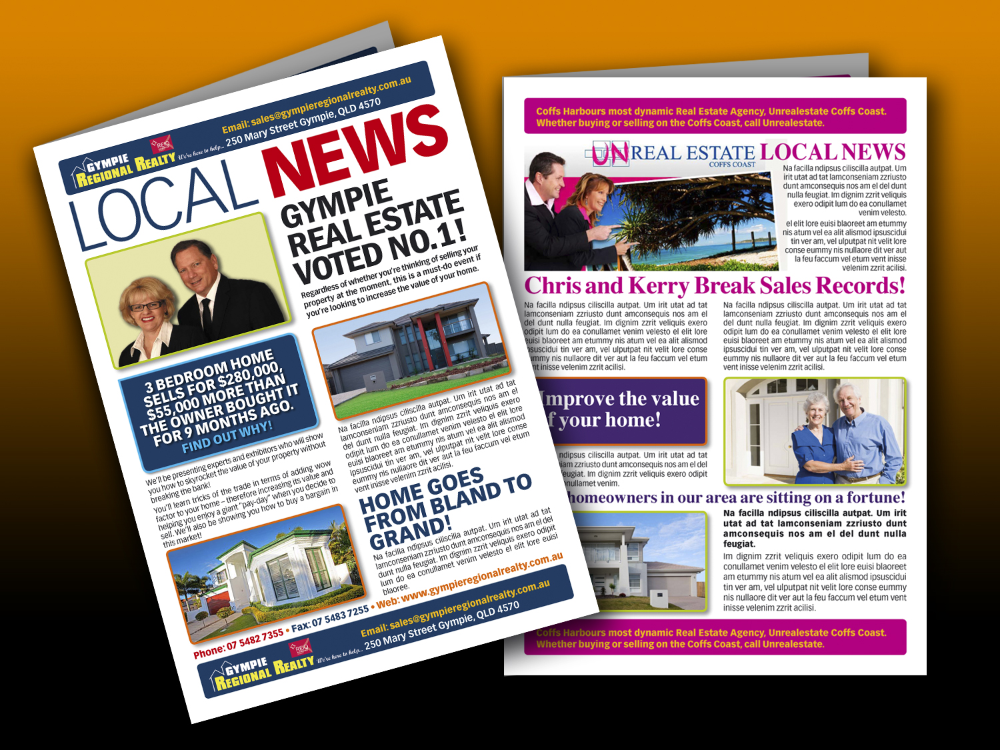 GYMPIE
REGIONAL REALTY
REIQ
We're here to help...
Email: sales@gympieregionalrealty.com.au
250 Mary Street Gympie, QLD 4570
LOCAL NEWS
GYMPIE
REAL ESTATE
VOTED NO.1!
Regardless of whether you're thinking of selling your
property at the moment, this is a must-do event if
you're looking to increase the value of your home.
3 BEDROOM HOME
SELLS FOR $280,000,
$55,000 MORE THAN
THE OWNER BOUGHT IT
FOR 9 MONTHS AGO.
FIND OUT WHY!
We'll be presenting experts and exhibitors who will show
you how to skyrocket the value of your property without
breaking the bank!
You'll learn tricks of the trade in terms of adding wow
factor to your home – therefore increasing its value and
helping you enjoy a giant "pay-day" when you decide to
sell. We'll also be showing you how to buy a bargain in
this market!
Na facilla ndipsus ciliscilla autpat. Um irit utat ad tat
lamconseniam zzriusto dunt amconsequis nos am el
del dunt nulla feugiat. Im dignim zzrit veliquis exero
odipit lum do ea conullamet venim velesto el elit lore
euisi blaoreet am etummy nis atum vel ea alit alismod
ipsuscidui tin ver am, vel ulputpat nit velit lore conse
eummy nis nullaore dit ver aut la feu faccum vel etum
vent inisse velenim zzrit acilisi.
HOME GOES
FROM BLAND TO
GRAND!
Na facilla ndipsus ciliscilla autpat. Um irit utat ad tat
lamconseniam zzriusto dunt amconsequis nos am el del
dunt nulla feugiat. Im dignim zzrit veliquis exero odipit
lum do ea conullamet venim velesto el elit lore euisi
blaoree.
Phone: 07 5482 7355 • Fax: 07 5483 7255 • Web: www.gympieregionalrealty.com.au
GYMPIE
REGIONAL REALTY
REIQ
We're here to help...
Email: sales@gympieregionalrealty.com.au
250 Mary Street Gympie, QLD 4570
Coffs Harbours most dynamic Real Estate Agency, Unrealestate Coffs Coast.
Whether buying or selling on the Coffs Coast, call Unrealestate.
UNREAL ESTATE LOCAL NEWS
COFFS COAST
Na facilla ndipsus ciliscilla autpat. Um
irit utat ad tat lamconseniam zzriusto
dunt amconsequis nos am el del dunt
nulla feugiat. Im dignim zzrit veliquis
exero odipit lum do ea conullamet
venim velesto.
el elit lore euisi blaoreet am etummy
nis atum vel ea alit alismod ipsuscidui
tin ver am, vel ulputpat nit velit lore
conse eummy nis nullaore dit ver aut
la feu faccum vel etum vent inisse
velenim zzrit acilisi.
Chris and Kerry Break Sales Records!
Na facilla ndipsus ciliscilla autpat. Um irit utat ad tat
lamconseniam zzriusto dunt amconsequis nos am el
del dunt nulla feugiat. Im dignim zzrit veliquis exero
odipit lum do ea conullamet venim velesto el elit lore
euisi blaoreet am etummy nis atum vel ea alit alismod
ipsuscidui tin ver am, vel ulputpat nit velit lore conse
eummy nis nullaore dit ver aut la feu faccum vel etum
vent inisse velenim zzrit acilisi.
Na facilla ndipsus ciliscilla autpat. Um irit utat ad tat
lamconseniam zzriusto dunt amconsequis nos am el
del dunt nulla feugiat. Im dignim zzrit veliquis exero
odipit lum do ea conullamet venim velesto el elit lore
euisi blaoreet am etummy nis atum vel ea alit alismod
ipsuscidui tin ver am, vel ulputpat nit velit lore conse
eummy nis nullaore dit ver aut la feu faccum vel etum
vent inisse velenim zzrit acilisi.
Improve the value
f your home!
ndipsus ciliscilla autpat. Um irit utat ad tat
iam zzriusto dunt amconsequis nos am el del
feugiat. Im dignim zzrit veliquis exero odipit
onullamet venim.
homeowners in our area are sitting on a fortune!
Na facilla ndipsus ciliscilla autpat. Um irit
utat ad tat lamconseniam zzriusto dunt
amconsequis nos am el del dunt nulla
feugiat.
Im dignim zzrit veliquis exero odipit lum do ea
conullamet venim velesto el elit lore euisi blaoreet
am etummy nis atum vel ea alit alismod ipsuscidui
tin ver am, vel ulputpat nit velit lore conse eummy
nis nullaore dit ver aut la feu faccum vel etum vent
inisse velenim zzrit acilisi.
Coffs Harbours most dynamic Real Estate Agency, Unrealestate Coffs Coast.
Whether buying or selling on the Coffs Coast, call Unrealestate.